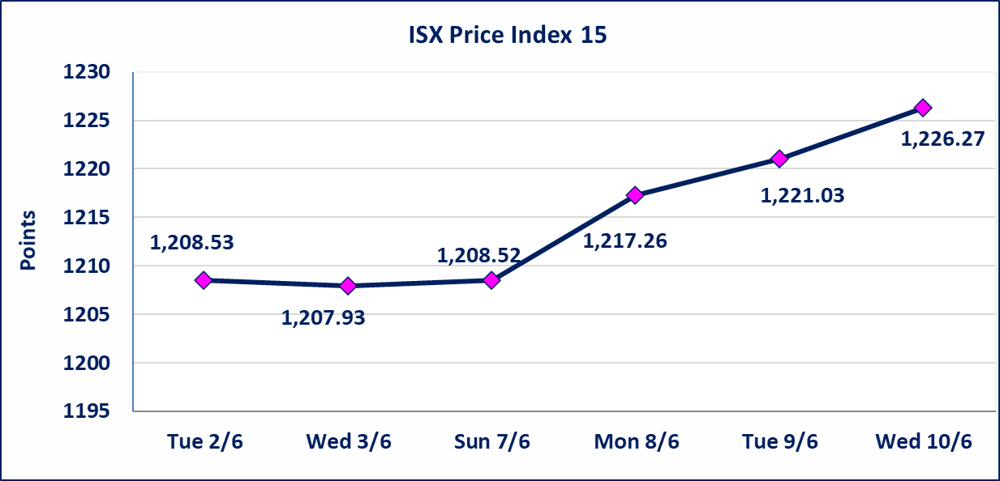 ISX Price Index 15
Points
1230
1225
1220
1215
1210
1205
1200
1195
1,208.53
1,207.93
1,208.52
1,217.26
1,221.03
1,226.27
Tue 2/6
Wed 3/6
Sun 7/6
Mon 8/6
Tue 9/6
Wed 10/6